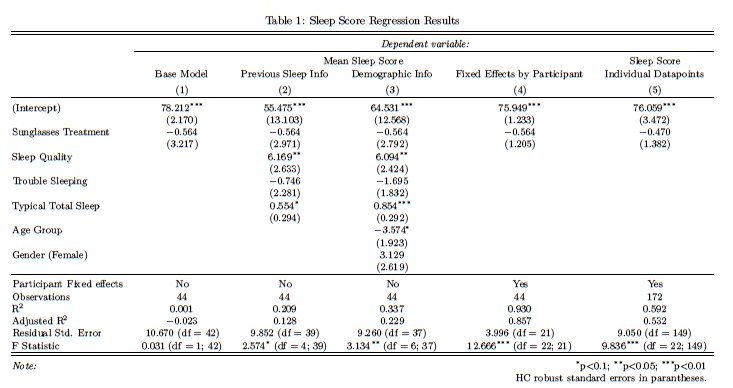 Table 1: Sleep Score Regression Results
Dependent variable:
Mean Sleep Score Sleep Score
Base Model Previous Sleep Info Demographic Info Fixed Effects by Participant Individual Datapoints
(1) (2) (3) (4) (5)
(Intercept) 78.212*** 55.475*** 64.531*** 75.949*** 76.059***
(2.170) (13.103) (12.568) (1.233) (3.472)
Sunglasses Treatment −0.564 −0.564 −0.564 −0.564 −0.470
(3.217) (2.971) (2.792) (1.205) (1.382)
Sleep Quality 6.169** 6.094**
(2.633) (2.424)
Trouble Sleeping −0.746 −1.695
(2.281) (1.832)
Typical Total Sleep 0.554* 0.854***
(0.294) (0.292)
Age Group −3.574*
(1.923)
Gender (Female) 3.129
(2.619)
Participant Fixed effects No No No Yes Yes
Observations 44 44 44 44 172
R² 0.001 0.209 0.337 0.930 0.592
Adjusted R² −0.023 0.128 0.229 0.857 0.532
Residual Std. Error 10.670 (df = 42) 9.852 (df = 39) 9.260 (df = 37) 3.996 (df = 21) 9.050 (df = 149)
F Statistic 0.031 (df = 1; 42) 2.574* (df = 4; 39) 3.134** (df = 6; 37) 12.666*** (df = 22; 21) 9.836*** (df = 22; 149)
Note: *p<0.1; **p<0.05; ***p<0.01
HC robust standard errors in parantheses.